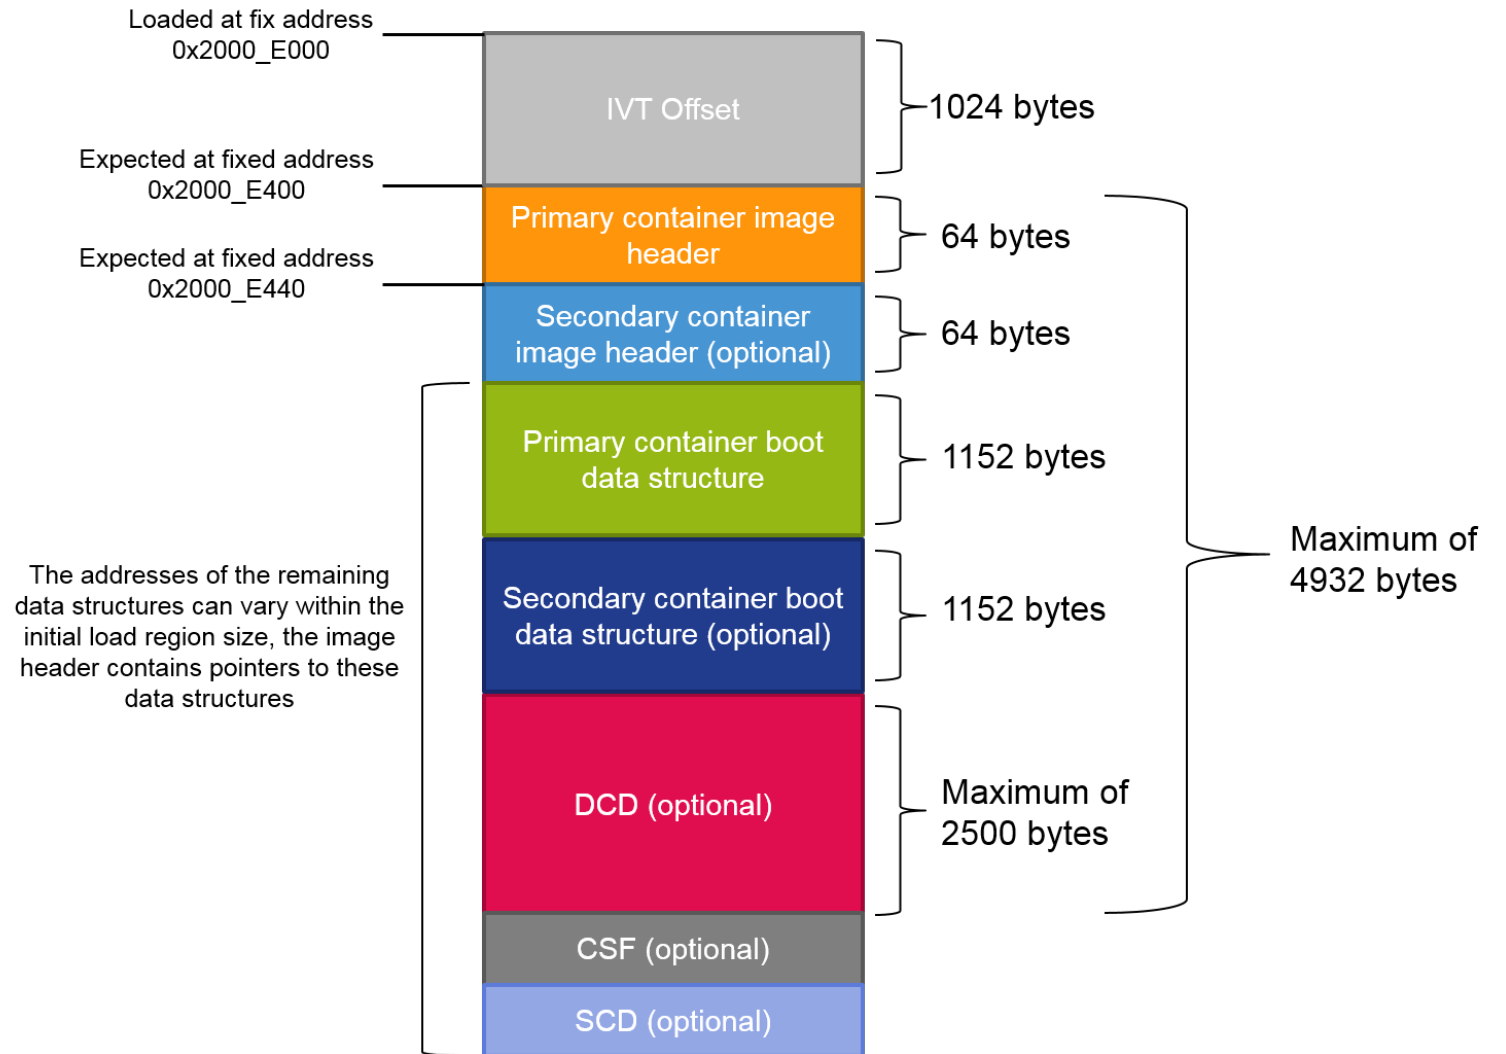 Loaded at fix address
0x2000_E000
IVT Offset
1024 bytes
Expected at fixed address
0x2000_E400
Primary container image
header
64 bytes
Expected at fixed address
0x2000_E440
Secondary container
image header (optional)
64 bytes
Primary container boot
data structure
1152 bytes
Maximum of
4932 bytes
The addresses of the remaining
data structures can vary within the
initial load region size, the image
header contains pointers to these
data structures
Secondary container boot
data structure (optional)
1152 bytes
DCD (optional)
Maximum of
2500 bytes
CSF (optional)
SCD (optional)